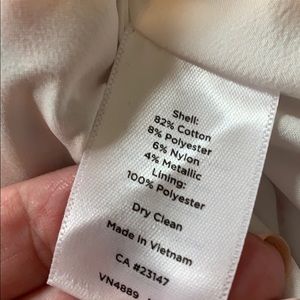 Shell:
82% Cotton
8% Polyester
6% Nylon
4% Metallic
Lining:
100% Polyester
Dry Clean
Made in Vietnam
CA #23147
VN4889